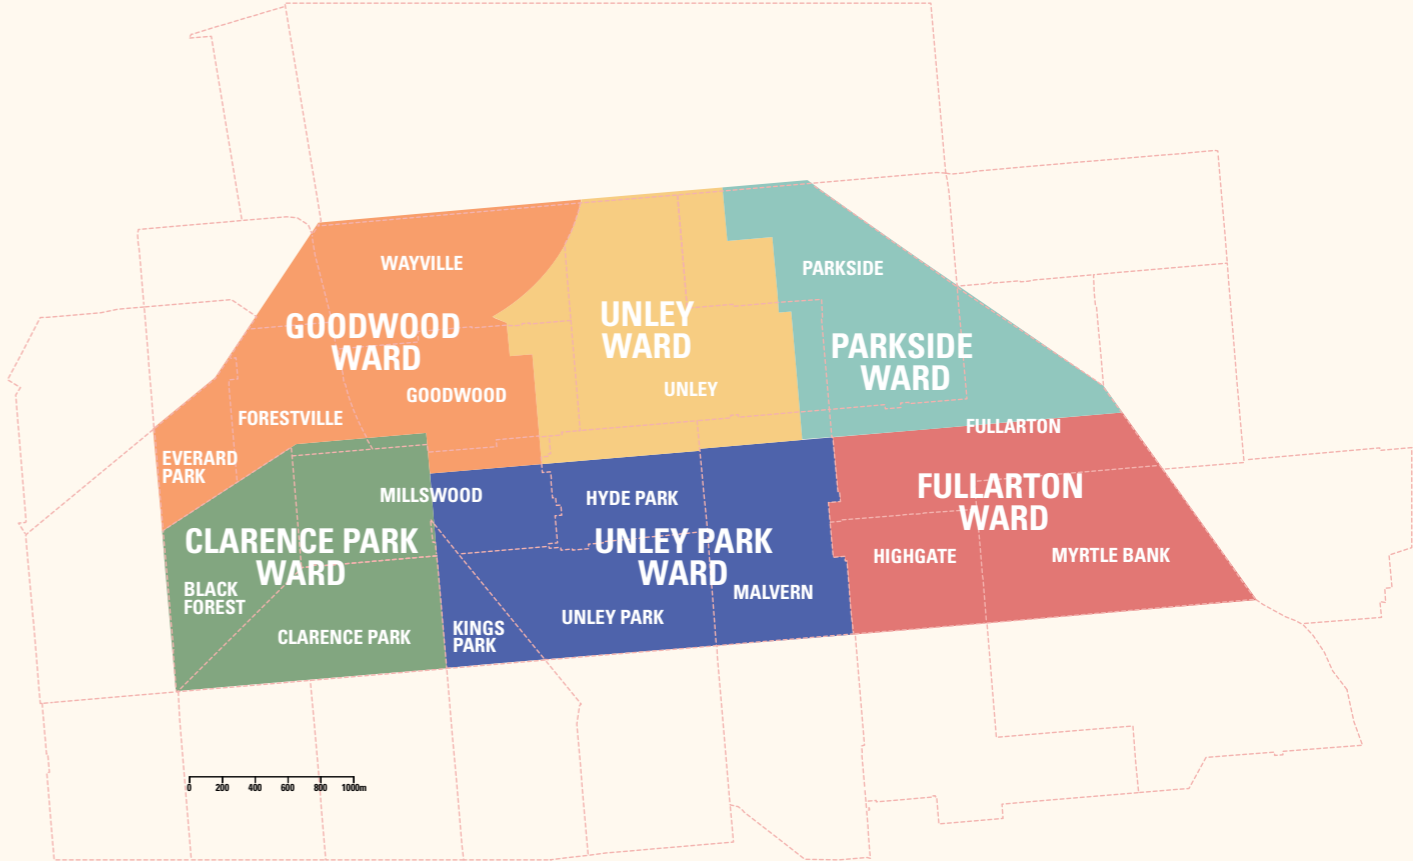 WAYVILLE
PARKSIDE
GOODWOOD
WARD
UNLEY
WARD
PARKSIDE
WARD
UNLEY
GOODWOOD
FORESTVILLE
FULLARTON
EVERARD
PARK
MILLSWOOD
HYDE PARK
FULLARTON
WARD
CLARENCE PARK
WARD
UNLEY PARK
WARD
HIGHGATE
MYRTLE BANK
BLACK
FOREST
MALVERN
UNLEY PARK
CLARENCE PARK
KINGS
PARK
0 200 400 600 800 1000m